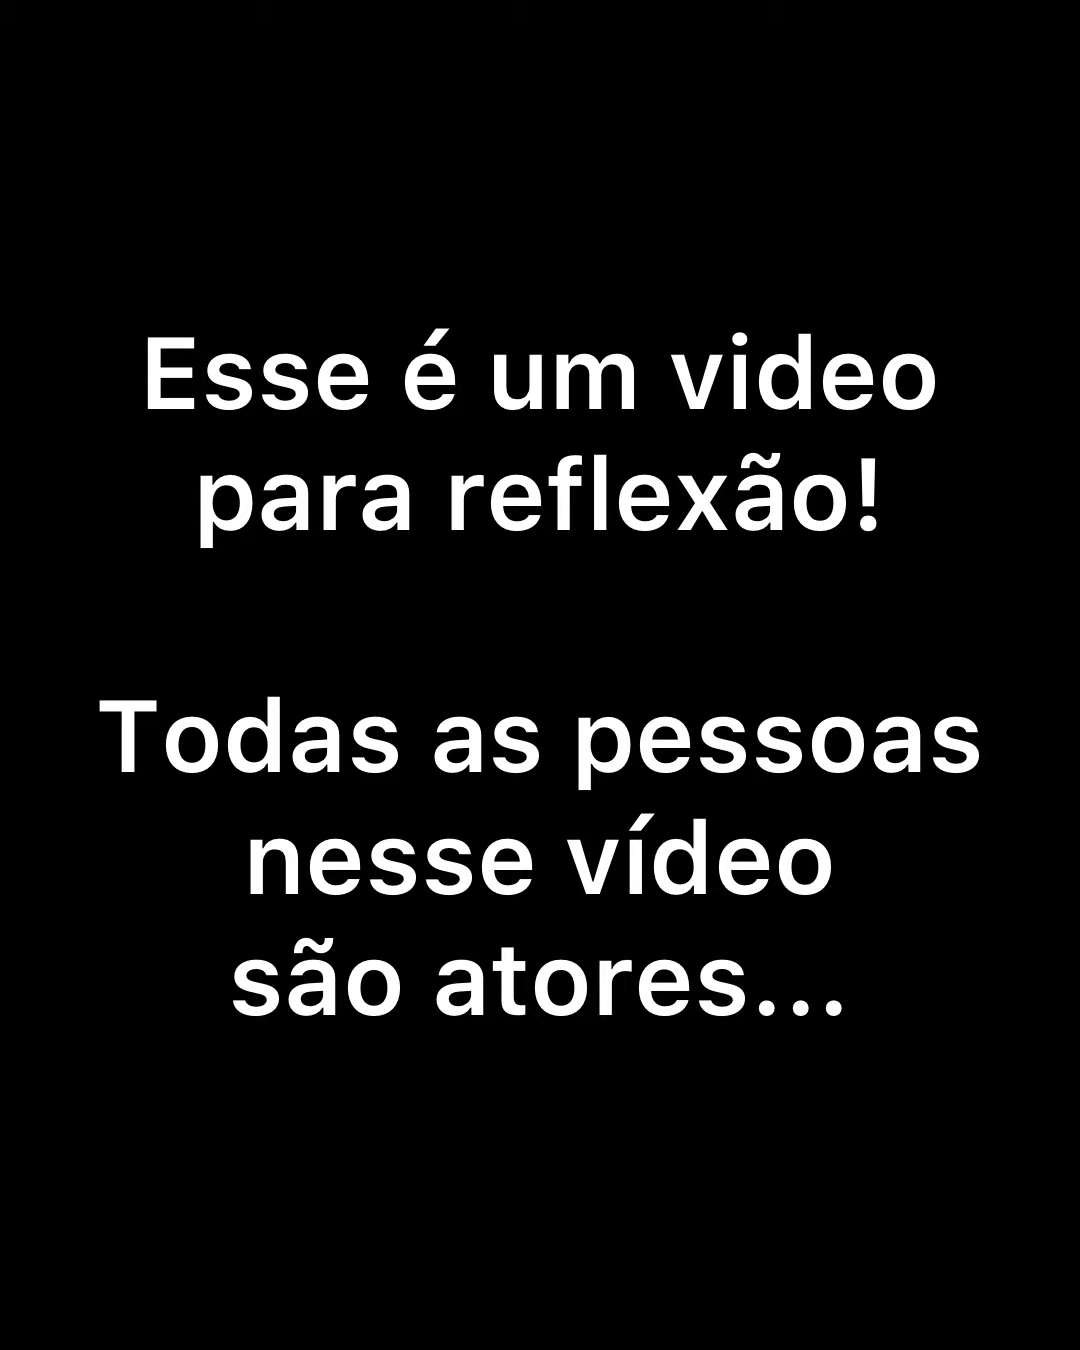 Esse é um video
para reflexão!
Todas as pessoas
nesse vídeo
são atores...